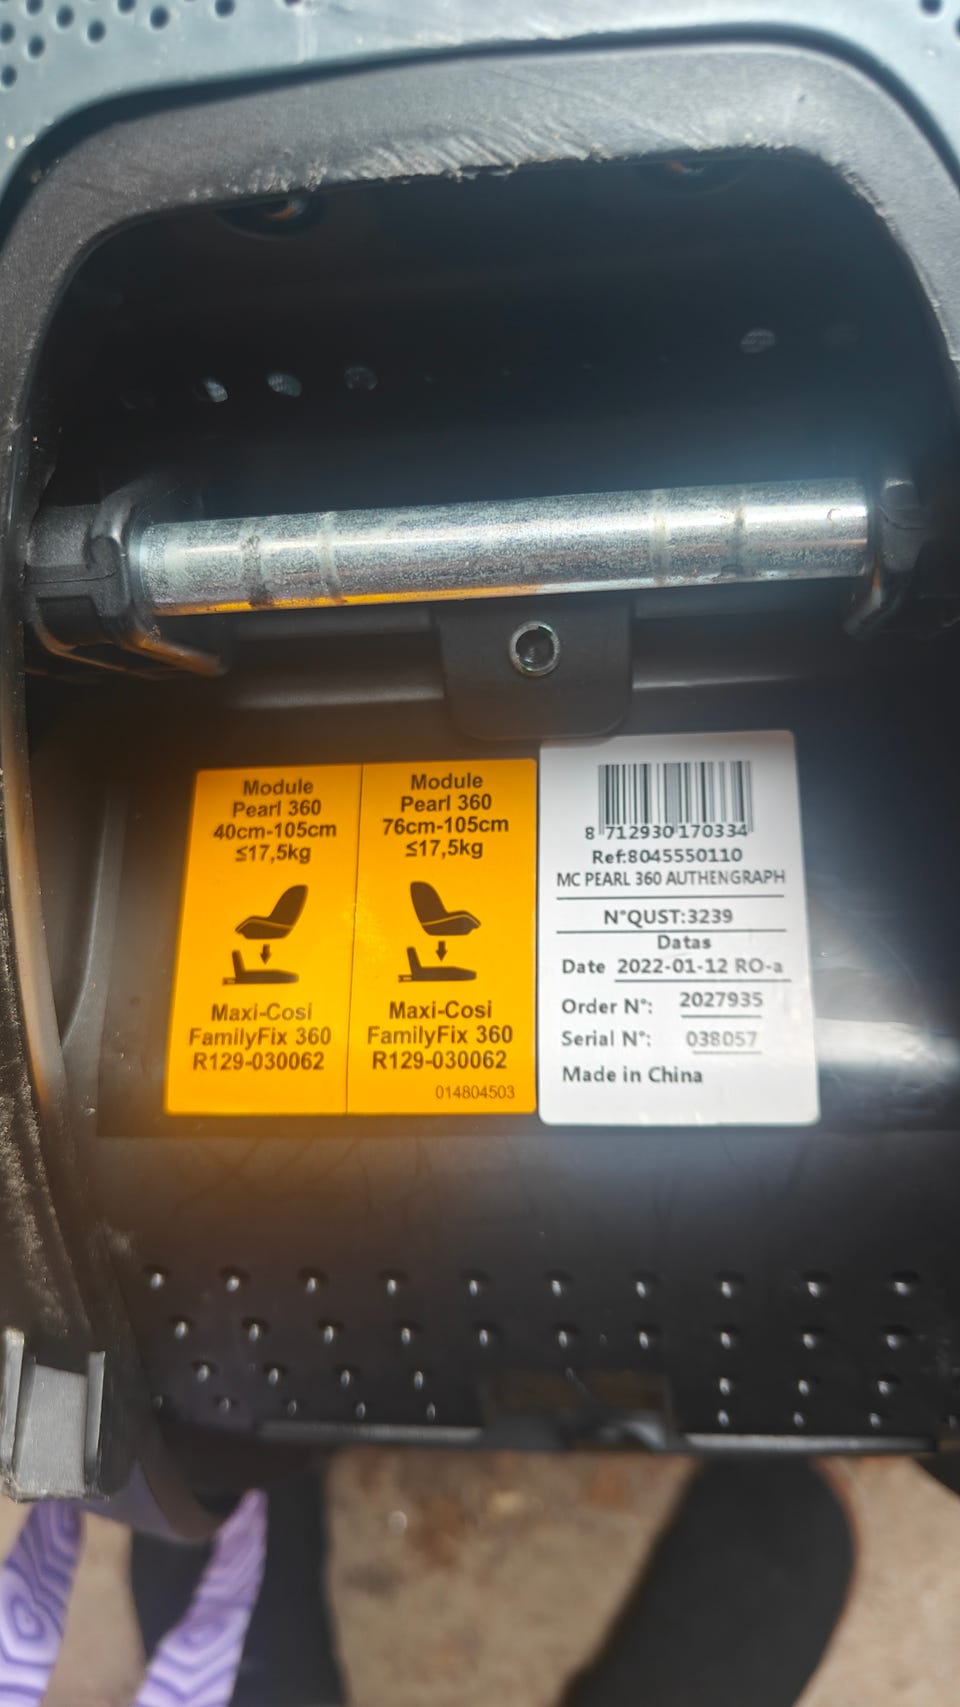 Module
Pearl 360
40cm-105cm
≤17,5kg
Maxi-Cosi
FamilyFix 360
R129-030062
Module
Pearl 360
76cm-105cm
≤17,5kg
Maxi-Cosi
FamilyFix 360
R129-030062
014804503
8 712930 170334
Ref:8045550110
MC PEARL 360 AUTHENGRAPH
N°QUST:3239
Datas
Date 2022-01-12 RO-a
Order N°: 2027935
Serial N°: 038057
Made in China